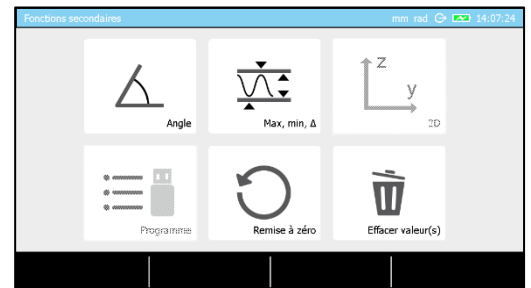 Fonctions secondaires
mm rad 14:07:24
Angle
Max, min, Δ
z
y
2D
Programme
Remise à zéro
Effacer valeur(s)